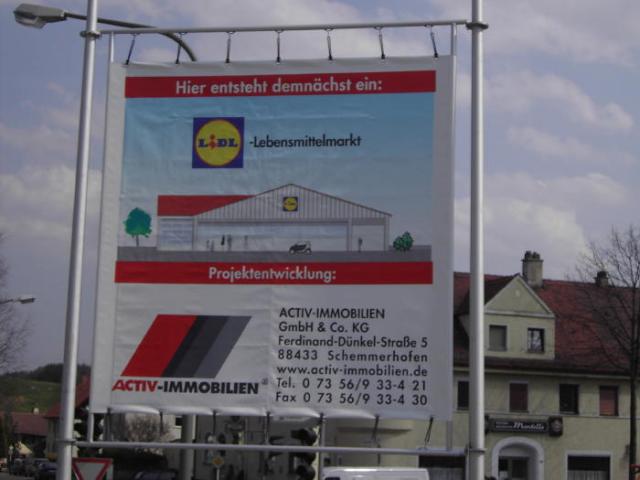 Hier entsteht demnächst ein:
LiDL -Lebensmittelmarkt
Projektentwicklung:
ACTIV-IMMOBILIEN
GmbH & Co. KG
Ferdinand-Dünkel-Straße 5
88433 Schemmerhofen
www.activ-immobilien.de
Tel. 0 73 56/9 33-4 21
Fax 0 73 56/9 33-4 30
ACTIV-IMMOBILIEN®